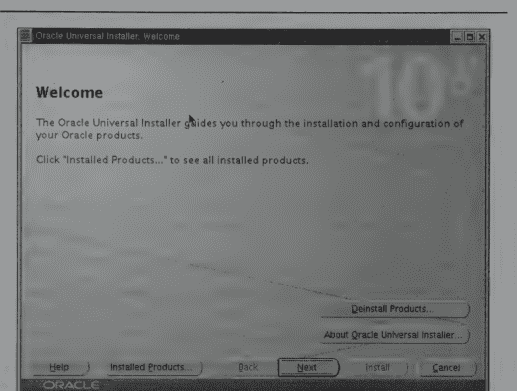 Oracle Universal Installer: Welcome
10g
Welcome
The Oracle Universal Installer guides you through the installation and configuration of
your Oracle products.
Click "Installed Products..." to see all installed products.
Deinstall Products...
About Oracle Universal Installer...
Help
Installed Products...
Back
Next
Install
Cancel
ORACLE